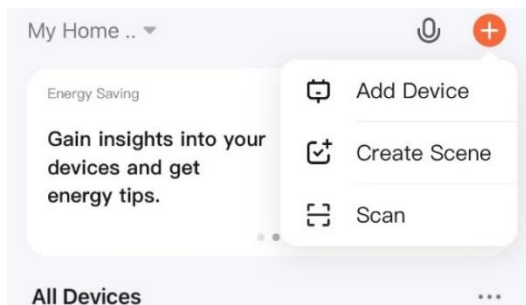 My Home ..
Energy Saving
Gain insights into your
devices and get
energy tips.
Add Device
Create Scene
Scan
All Devices